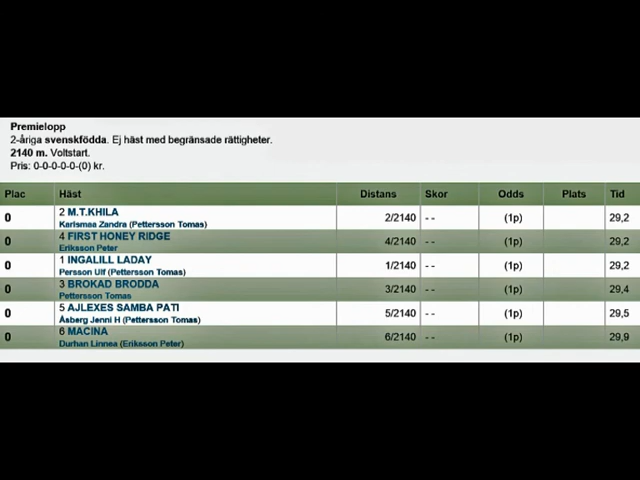 Premielopp
2-åriga svenskfödda. Ej häst med begränsade rättigheter.
2140 m. Voltstart.
Pris: 0-0-0-0-0-(0) kr.
Plac Häst Distans Skor Odds Plats Tid
0 2 M.T.KHILA 2/2140 - - (1p) 29,2
Karismaa Zandra (Pettersson Tomas)
0 4 FIRST HONEY RIDGE 4/2140 - - (1p) 29,2
Eriksson Peter
0 1 INGALILL LADAY 1/2140 - - (1p) 29,2
Persson Ulf (Pettersson Tomas)
0 3 BROKAD BRODDA 3/2140 - - (1p) 29,4
Pettersson Tomas
0 5 AJLEXES SAMBA PATI 5/2140 - - (1p) 29,5
Åsberg Jenni H (Pettersson Tomas)
0 6 MACINA 6/2140 - - (1p) 29,9
Durhan Linnea (Eriksson Peter)